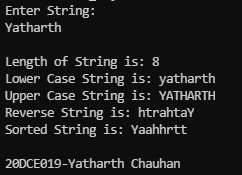 Enter String:
Yatharth
Length of String is: 8
Lower Case String is: yatharth
Upper Case String is: YATHARTH
Reverse String is: htrahtaY
Sorted String is: Yaahhrtt
20DCE019-Yatharth Chauhan